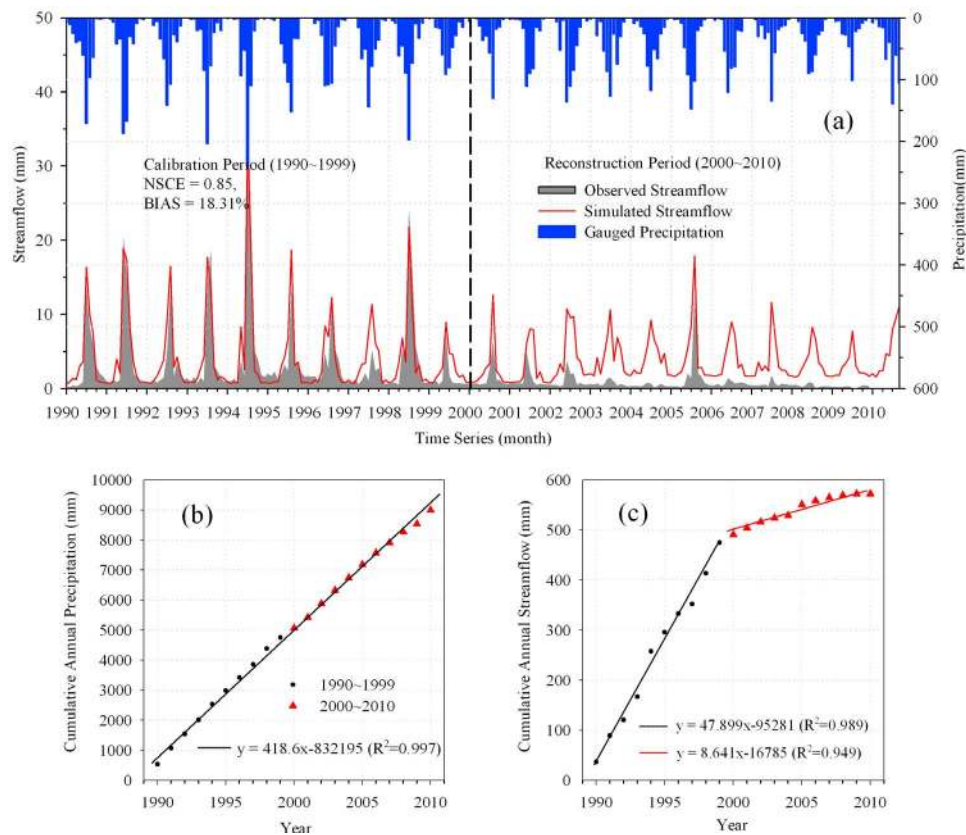 50
40
30
20
10
0
Streamflow (mm)
0
100
200
300
400
500
600
Precipitation(mm)
(a)
Calibration Period (1990~1999)
NSCE = 0.85,
BIAS = 18.31%
Reconstruction Period (2000~2010)
Observed Streamflow
Simulated Streamflow
Gauged Precipitation
1990 1991 1992 1993 1994 1995 1996 1997 1998 1999 2000 2001 2002 2003 2004 2005 2006 2007 2008 2009 2010
Time Series (month)
10000
9000
8000
7000
6000
5000
4000
3000
2000
1000
0
Cumulative Annual Precipitation (mm)
(b)
1990~1999
2000~2010
y = 418.6x-832195 (R²=0.997)
1990 1995 2000 2005 2010
Year
600
500
400
300
200
100
0
Cumulative Annual Streamflow (mm)
(c)
y = 47.899x-95281 (R²=0.989)
y = 8.641x-16785 (R²=0.949)
1990 1995 2000 2005 2010
Year